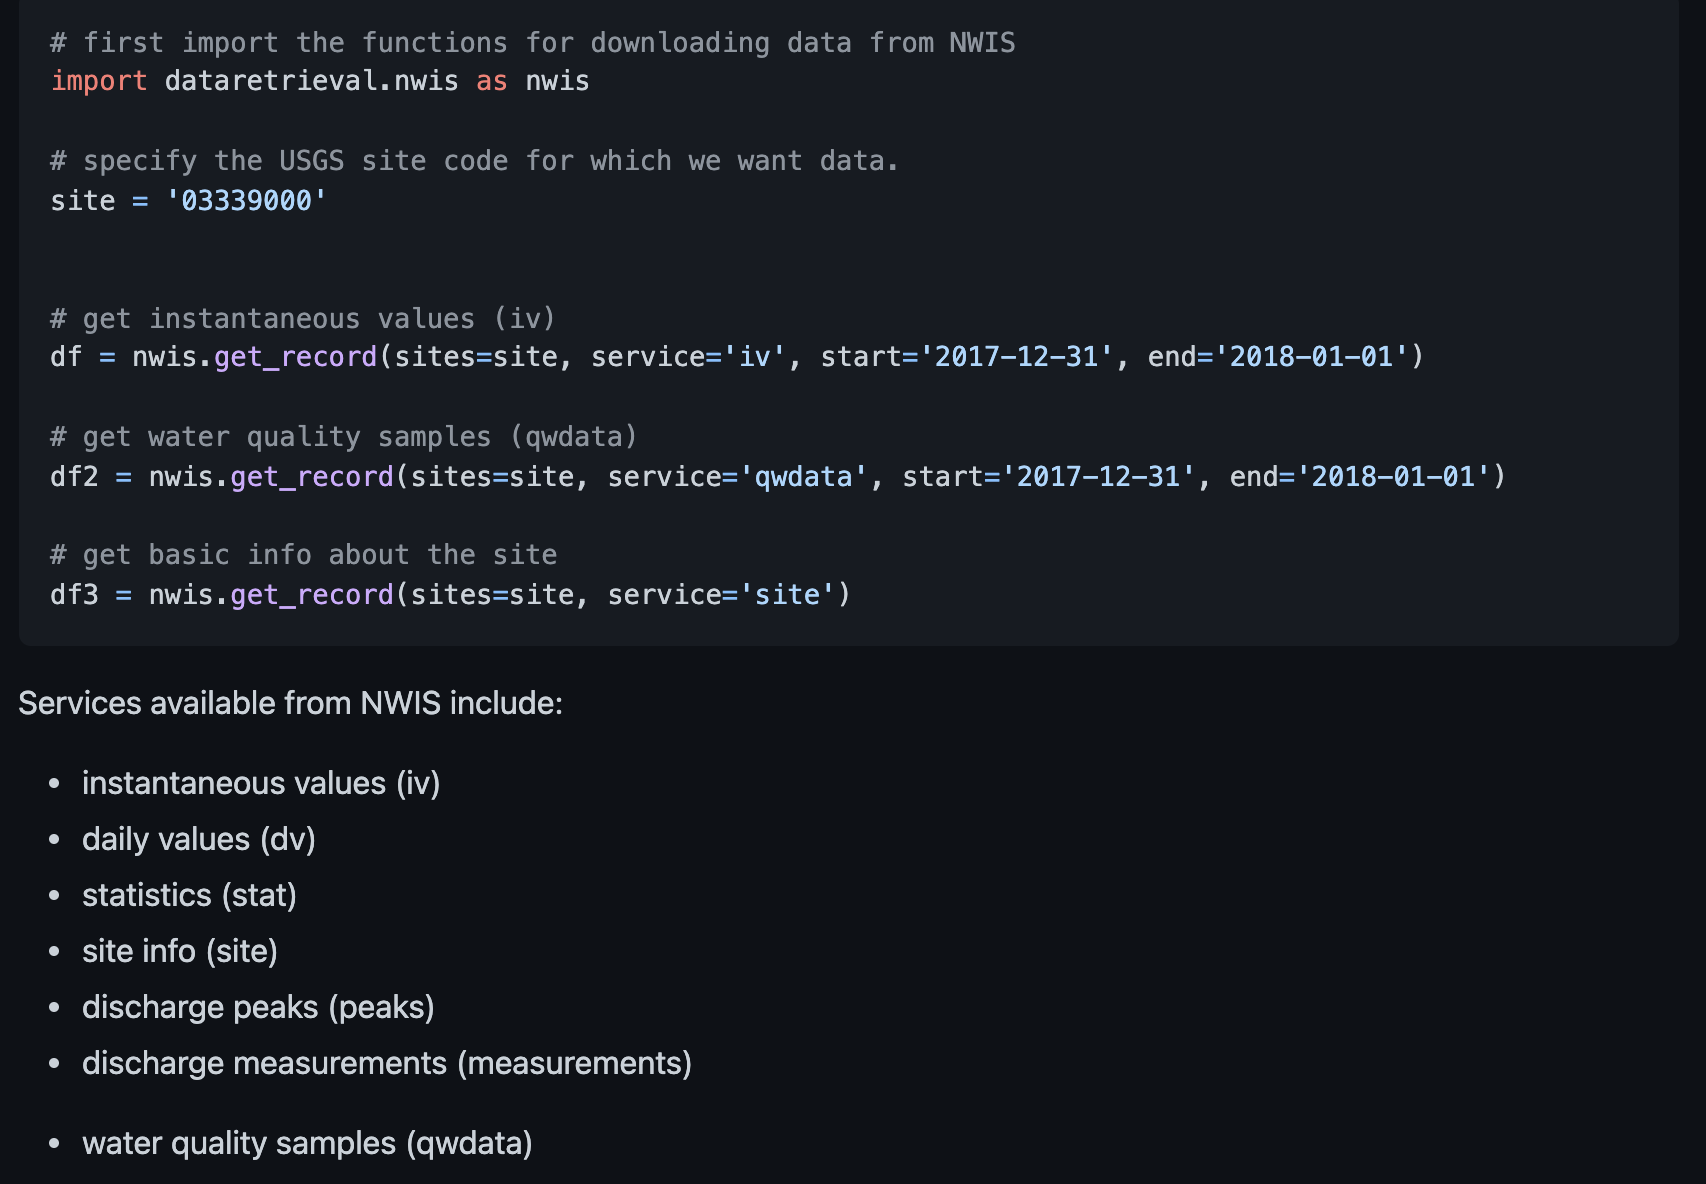 # first import the functions for downloading data from NWIS
import dataretrieval.nwis as nwis
# specify the USGS site code for which we want data.
site = '03339000'
# get instantaneous values (iv)
df = nwis.get_record(sites=site, service='iv', start='2017-12-31', end='2018-01-01')
# get water quality samples (qwdata)
df2 = nwis.get_record(sites=site, service='qwdata', start='2017-12-31', end='2018-01-01')
# get basic info about the site
df3 = nwis.get_record(sites=site, service='site')
Services available from NWIS include:
• instantaneous values (iv)
• daily values (dv)
• statistics (stat)
• site info (site)
• discharge peaks (peaks)
• discharge measurements (measurements)
• water quality samples (qwdata)